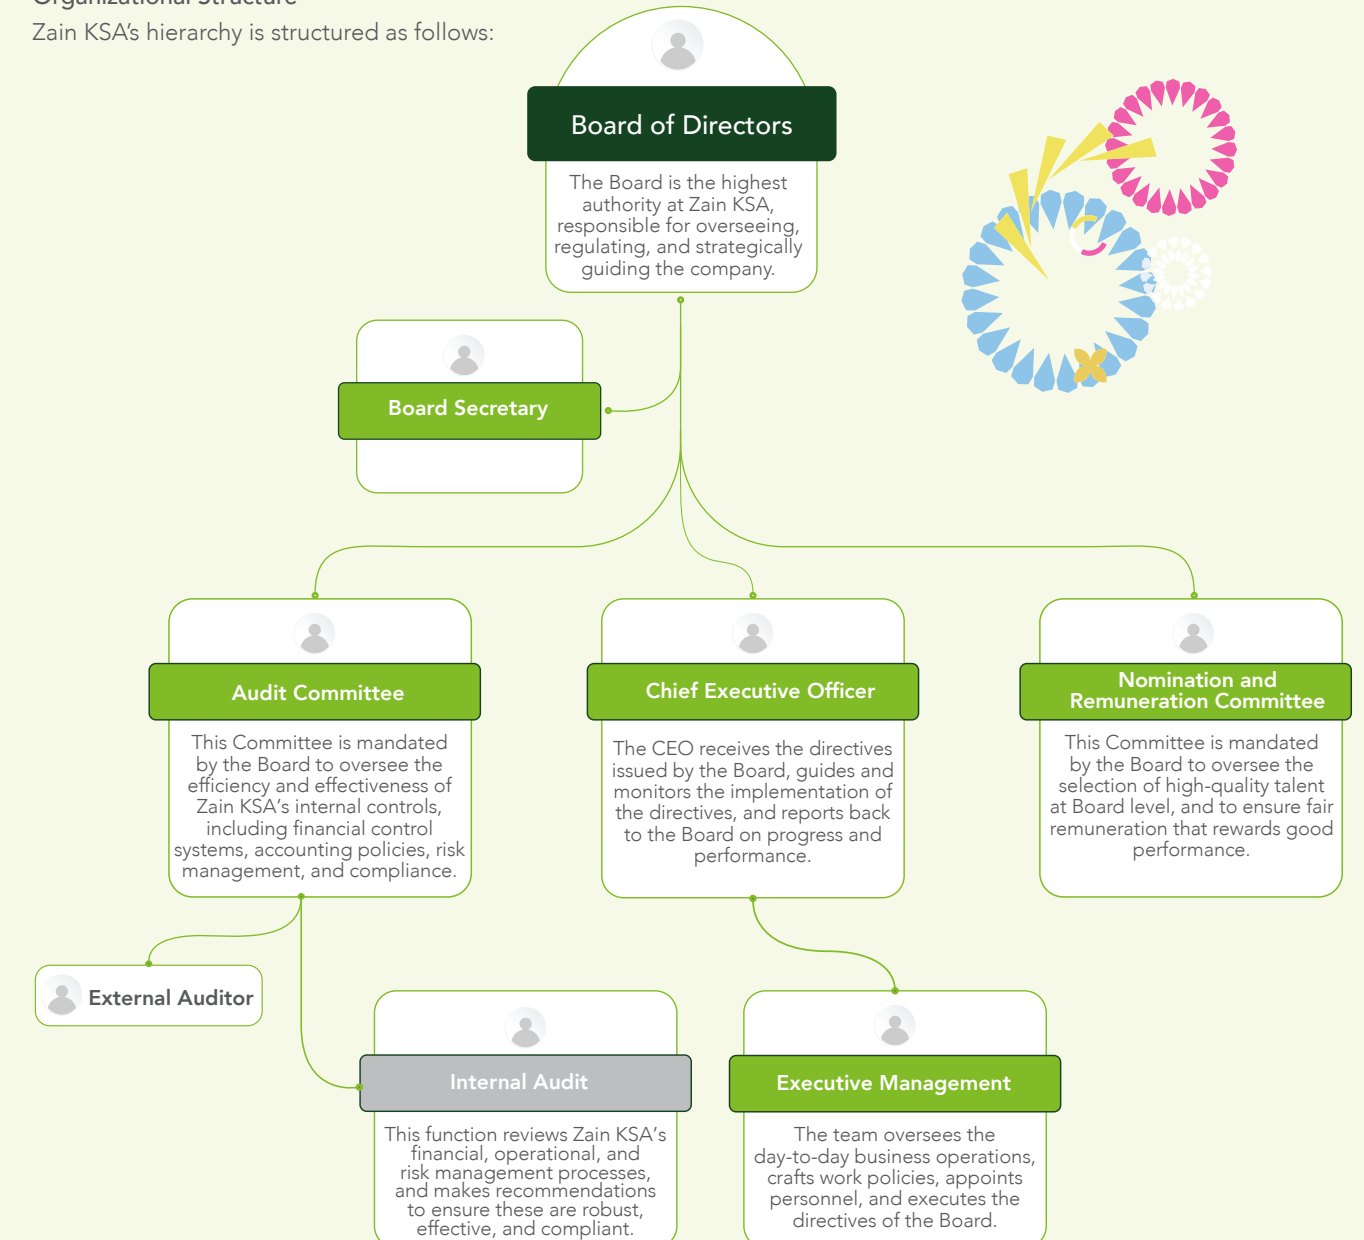 Organizational Structure
Zain KSA’s hierarchy is structured as follows:
Board of Directors
The Board is the highest
authority at Zain KSA,
responsible for overseeing,
regulating, and strategically
guiding the company.
Board Secretary
Audit Committee
This Committee is mandated
by the Board to oversee the
efficiency and effectiveness of
Zain KSA’s internal controls,
including financial control
systems, accounting policies, risk
management, and compliance.
Chief Executive Officer
The CEO receives the directives
issued by the Board, guides and
monitors the implementation of
the directives, and reports back
to the Board on progress and
performance.
Nomination and
Remuneration Committee
This Committee is mandated
by the Board to oversee the
selection of high-quality talent
at Board level, and to ensure fair
remuneration that rewards good
performance.
External Auditor
Internal Audit
This function reviews Zain KSA’s
financial, operational, and
risk management processes,
and makes recommendations
to ensure these are robust,
effective, and compliant.
Executive Management
The team oversees the
day-to-day business operations,
crafts work policies, appoints
personnel, and executes the
directives of the Board.